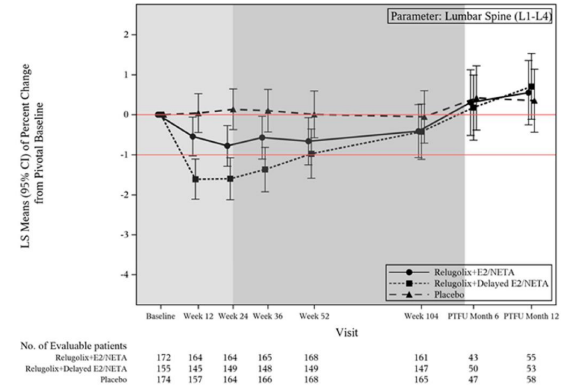 Parameter: Lumbar Spine (L1-L4)
LS Means (95% CI) of Percent Change
from Pivotal Baseline
2
1
0
-1
-2
-3
-4
Relugolix+E2/NETA
Relugolix+Delayed E2/NETA
Placebo
Baseline Week 12 Week 24 Week 36 Week 52 Week 104 PTFU Month 6 PTFU Month 12
Visit
No. of Evaluable patients
Relugolix+E2/NETA 172 164 164 165 168 161 43 55
Relugolix+Delayed E2/NETA 155 145 149 148 149 147 50 53
Placebo 174 157 164 166 168 165 47 58